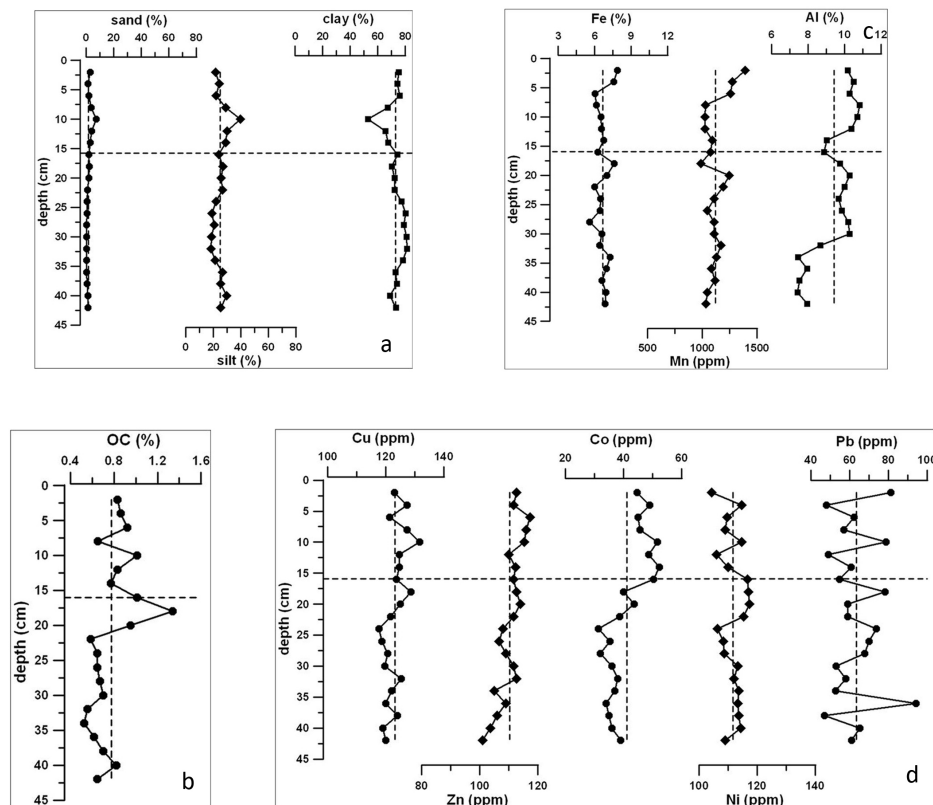 sand (%)
clay (%)
0 20 40 60 80
0 20 40 60 80
0
5
10
15
20
25
30
35
40
45
depth (cm)
0 20 40 60 80
silt (%)
a
Fe (%)
Al (%)
c
3 6 9 12
6 8 10 12
0
5
10
15
20
25
30
35
40
45
depth (cm)
500 1000 1500
Mn (ppm)
OC (%)
0.4 0.8 1.2 1.6
0
5
10
15
20
25
30
35
40
45
depth (cm)
b
Cu (ppm)
Co (ppm)
Pb (ppm)
100 120 140
20 40 60
40 60 80 100
0
5
10
15
20
25
30
35
40
45
depth (cm)
80 100 120
100 120 140
Zn (ppm)
Ni (ppm)
d